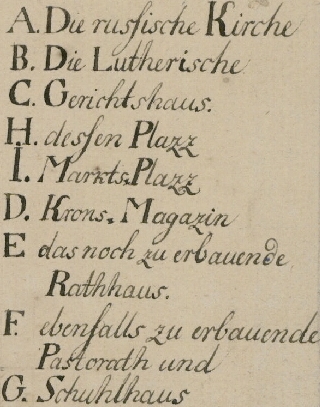 A. Die rusſische Kirche
B. Die Lutherische
C. Gerichtshaus.
H. desſen Plazz
I. Markts-Plazz
D. Krons-Magazin
E das noch zu erbauende
Rathhaus.
F. ebenfalls zu erbauende
Pastorath und
G. Schuhlhaus